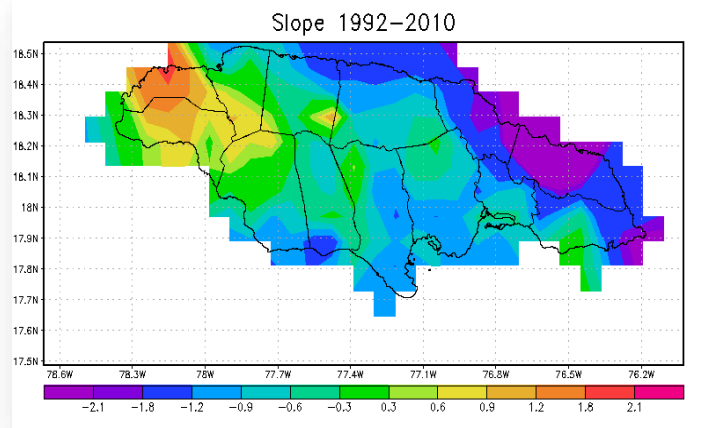 Slope 1992-2010
18.5N
18.4N
18.3N
18.2N
18.1N
18N
17.9N
17.8N
17.7N
17.6N
17.5N
78.6W 78.3W 78W 77.7W 77.4W 77.1W 76.8W 76.5W 76.2W
-2.1 -1.8 -1.2 -0.9 -0.6 -0.3 0.3 0.6 0.9 1.2 1.8 2.1